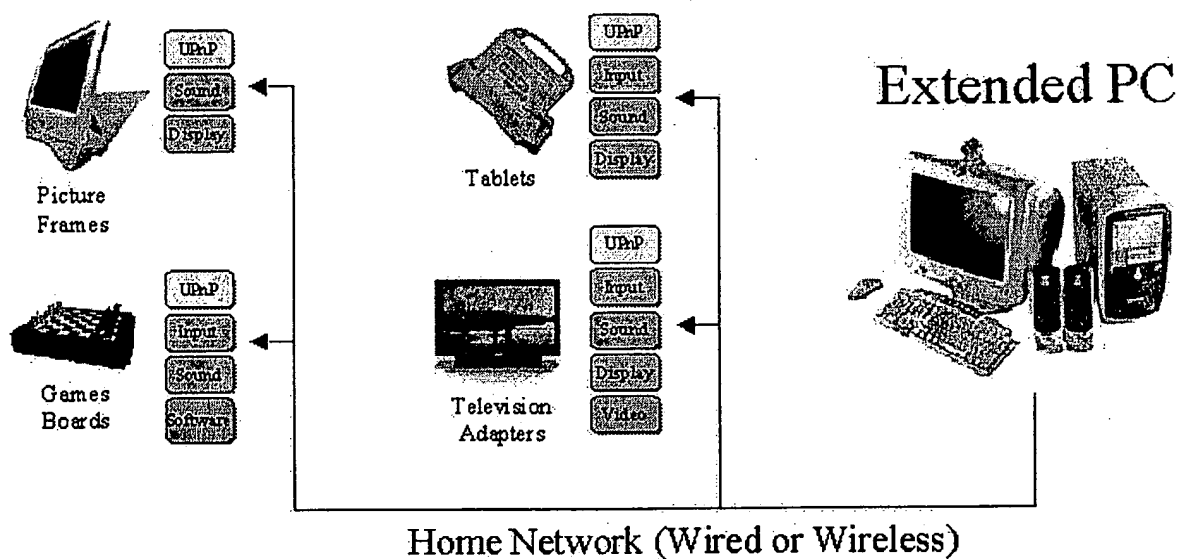 UPnP
Sound
Display
Picture
Frames
UPnP
Input
Sound
Display
Tablets
Extended PC
UPnP
Input
Sound
Software
Games
Boards
UPnP
Input
Sound
Display
Video
Television
Adapters
Home Network (Wired or Wireless)